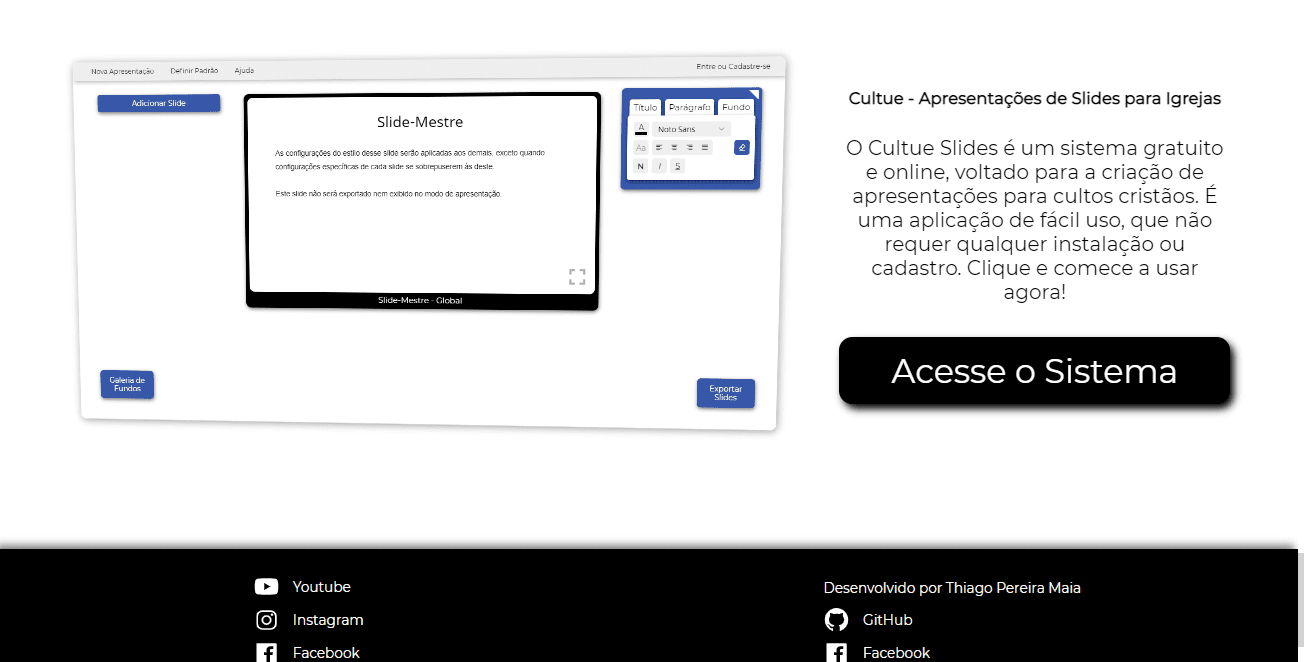 Nova Apresentação Definir Padrão Ajuda Entre ou Cadastre-se
Adicionar Slide
Slide-Mestre
As configurações do estilo desse slide serão aplicadas aos demais, exceto quando
configurações específicas de cada slide se sobrepuserem às deste.
Este slide não será exportado nem exibido no modo de apresentação.
Slide-Mestre - Global
Título Parágrafo Fundo
A Noto Sans
Aa
N I S
Galeria de
Fundos
Exportar
Slides
Cultue - Apresentações de Slides para Igrejas
O Cultue Slides é um sistema gratuito
e online, voltado para a criação de
apresentações para cultos cristãos. É
uma aplicação de fácil uso, que não
requer qualquer instalação ou
cadastro. Clique e comece a usar
agora!
Acesse o Sistema
Youtube
Instagram
Facebook
Desenvolvido por Thiago Pereira Maia
GitHub
Facebook